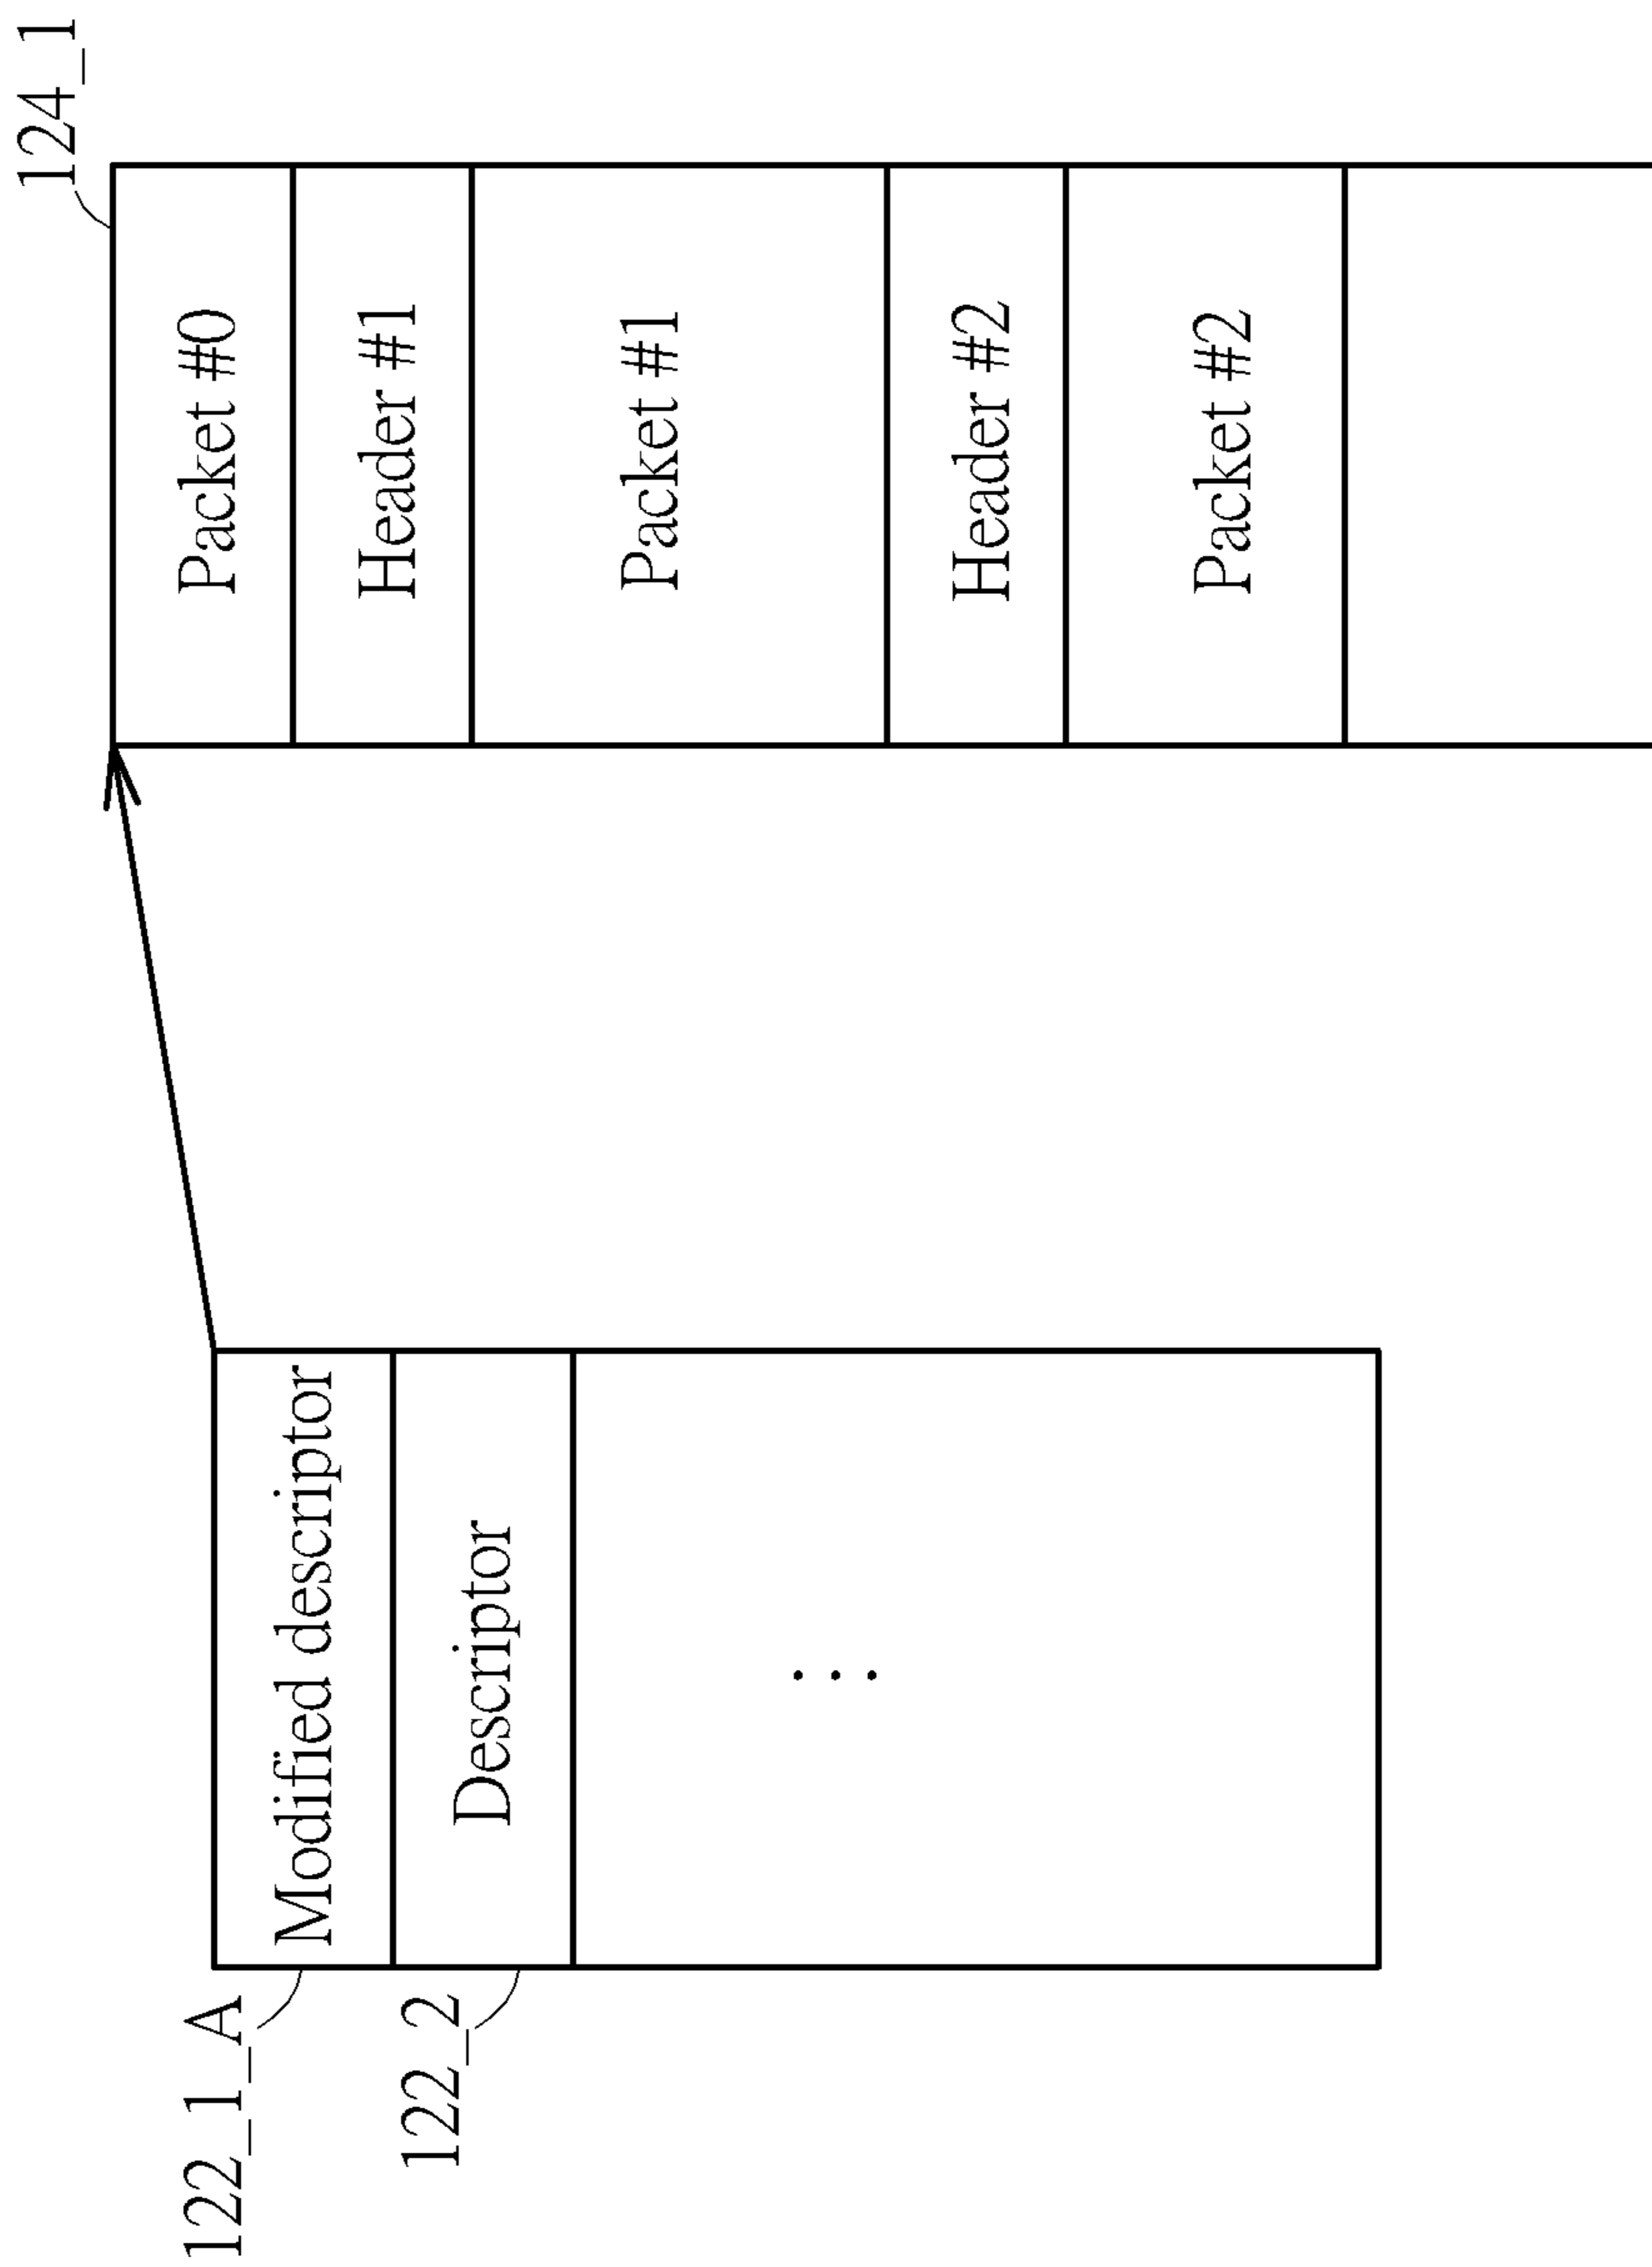 122_1_A
Modified descriptor
122_2
Descriptor
...
124_1
Packet #0
Header #1
Packet #1
Header #2
Packet #2